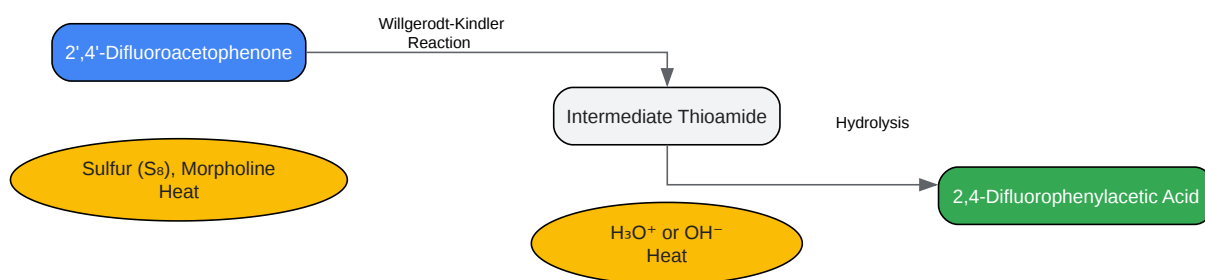 2',4'-Difluoroacetophenone
Willgerodt-Kindler
Reaction
Sulfur (S₈), Morpholine
Heat
Intermediate Thioamide
Hydrolysis
H₃O⁺ or OH⁻
Heat
2,4-Difluorophenylacetic Acid